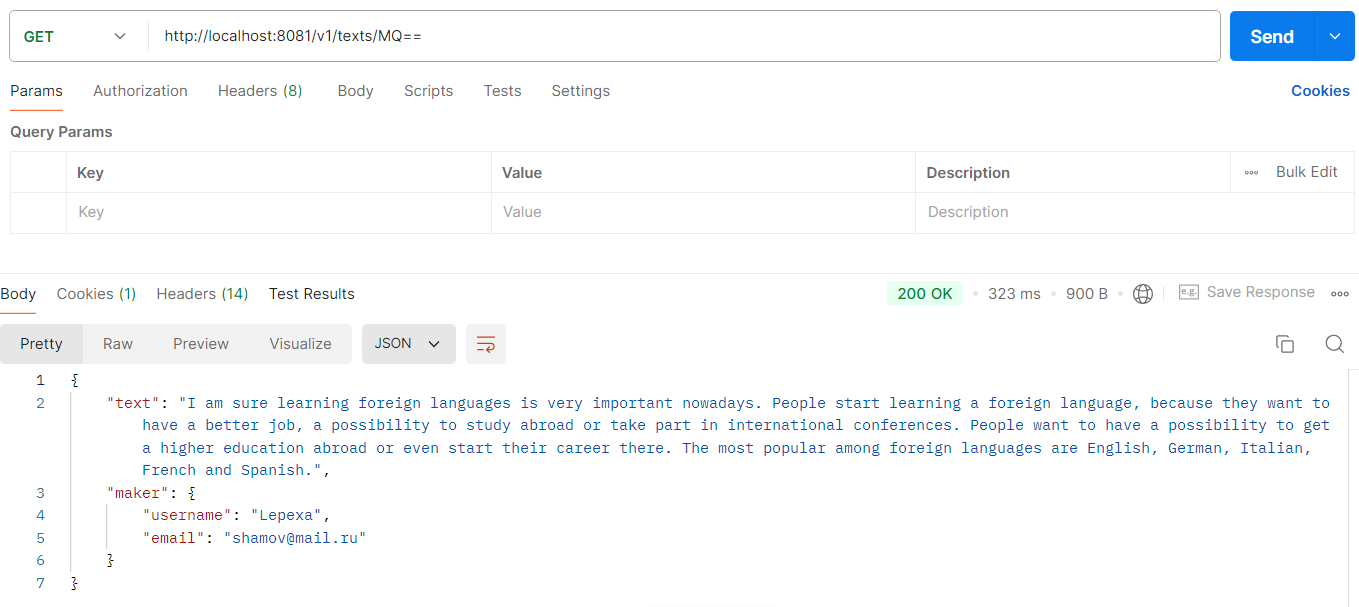 GET http://localhost:8081/v1/texts/MQ== Send
Params Authorization Headers (8) Body Scripts Tests Settings Cookies
Query Params
Key Value Description ooo Bulk Edit
Key Value Description
Body Cookies (1) Headers (14) Test Results 200 OK • 323 ms • 900 B • e.g. Save Response ooo
Pretty Raw Preview Visualize JSON
1 {
2 "text": "I am sure learning foreign languages is very important nowadays. People start learning a foreign language, because they want to
have a better job, a possibility to study abroad or take part in international conferences. People want to have a possibility to get
a higher education abroad or even start their career there. The most popular among foreign languages are English, German, Italian,
French and Spanish.",
3 "maker": {
4 "username": "Lepexa",
5 "email": "shamov@mail.ru"
6 }
7 }